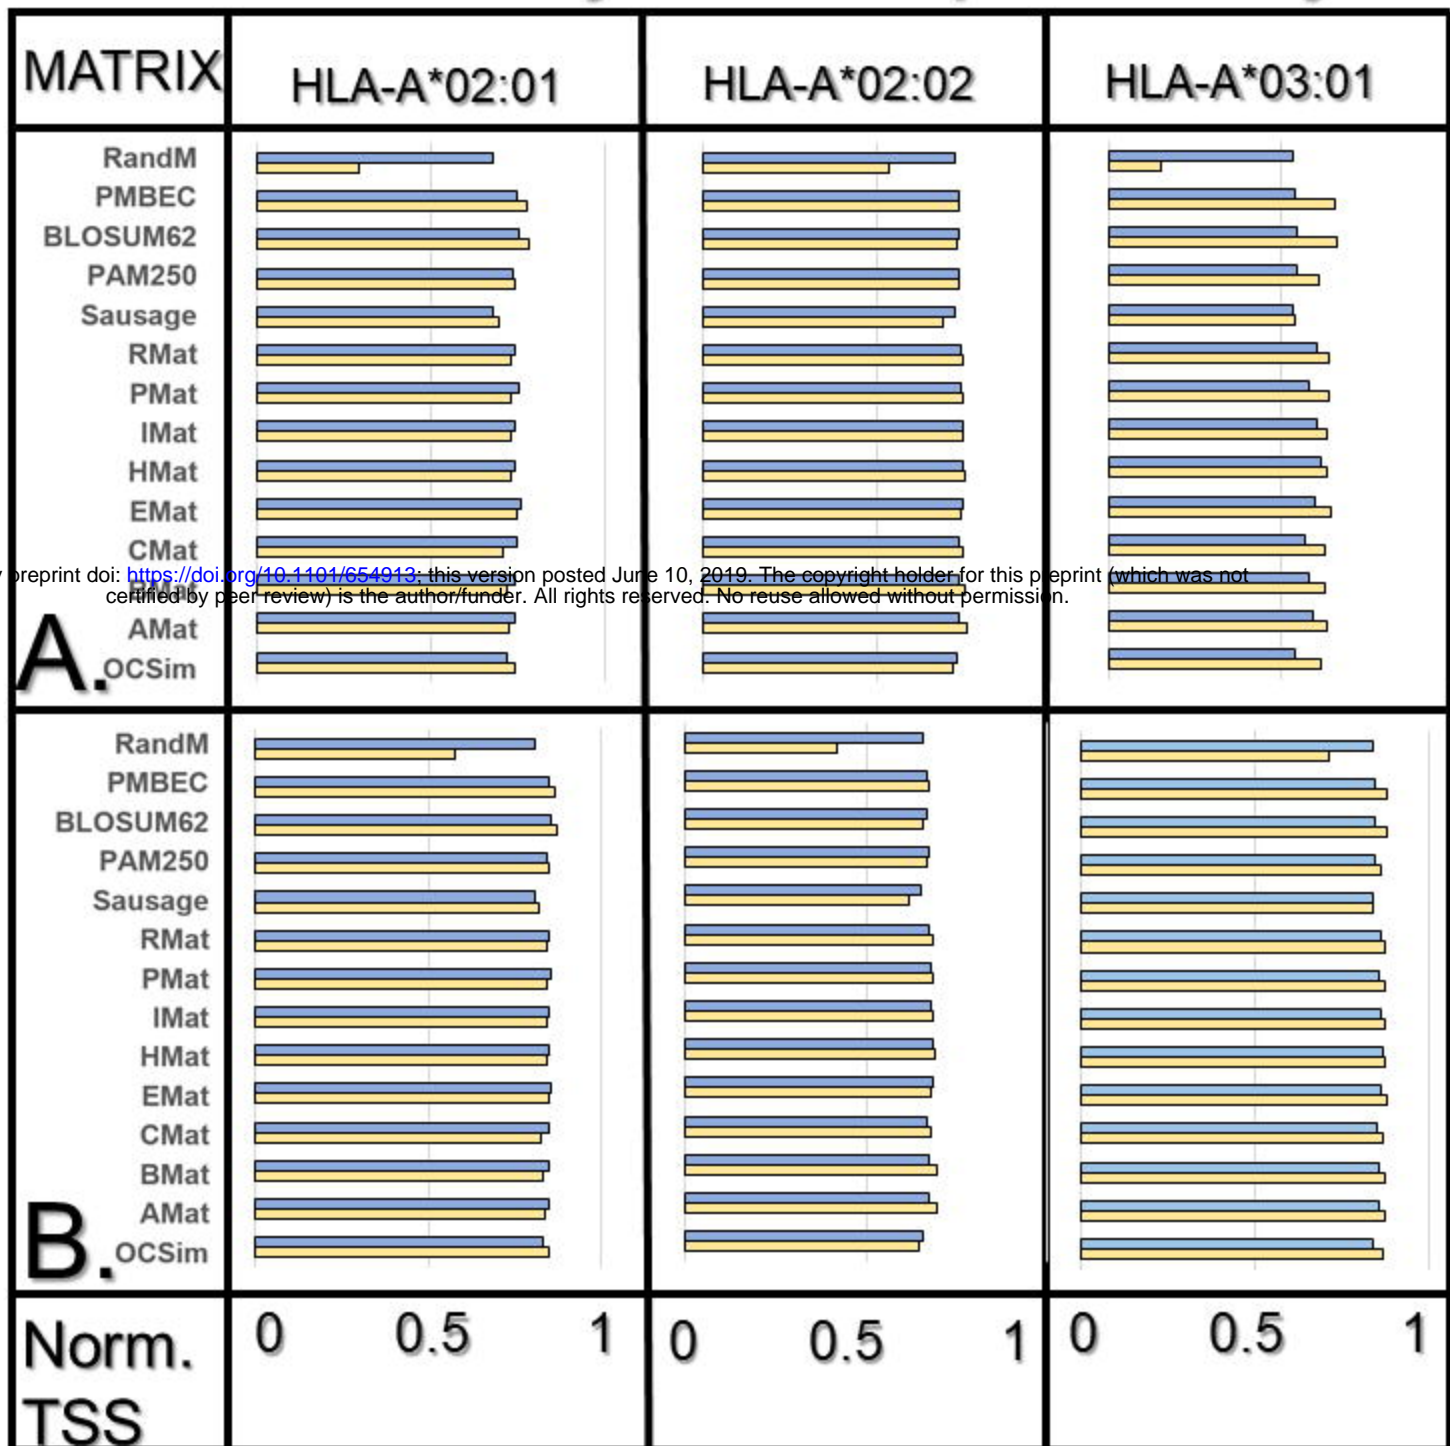 MATRIX HLA-A*02:01 HLA-A*02:02 HLA-A*03:01
RandM
PMBEC
BLOSUM62
PAM250
Sausage
RMat
PMat
IMat
HMat
EMat
CMat
preprint doi: https://doi.org/10.1101/654913; this version posted June 10, 2019. The copyright holder for this preprint (which was not
BMat
certified by peer review) is the author/funder. All rights reserved. No reuse allowed without permission.
AMat
A.
OCSim
RandM
PMBEC
BLOSUM62
PAM250
Sausage
RMat
PMat
IMat
HMat
EMat
CMat
BMat
AMat
B.
OCSim
Norm. 0 0.5 1 0 0.5 1 0 0.5 1
TSS